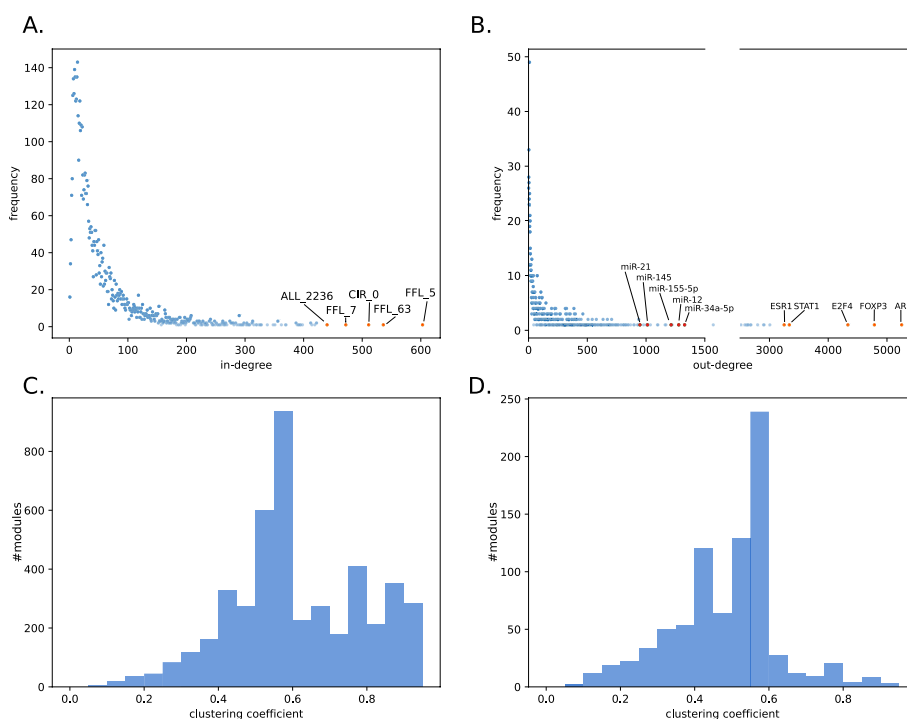 A.
B.
140
120
100
80
60
40
20
0
frequency
ALL_2236
CIR_0
FFL_5
FFL_7
FFL_63
0
100
200
300
400
500
600
in-degree
50
40
30
20
10
0
frequency
miR-21
miR-145
miR-155-5p
miR-12
miR-34a-5p
ESR1
STAT1
E2F4
FOXP3
AR
0
500
1000
1500
3000
4000
5000
out-degree
C.
D.
800
600
400
200
0
#modules
0.0
0.2
0.4
0.6
0.8
clustering coefficient
250
200
150
100
50
0
#modules
0.0
0.2
0.4
0.6
0.8
clustering coefficient